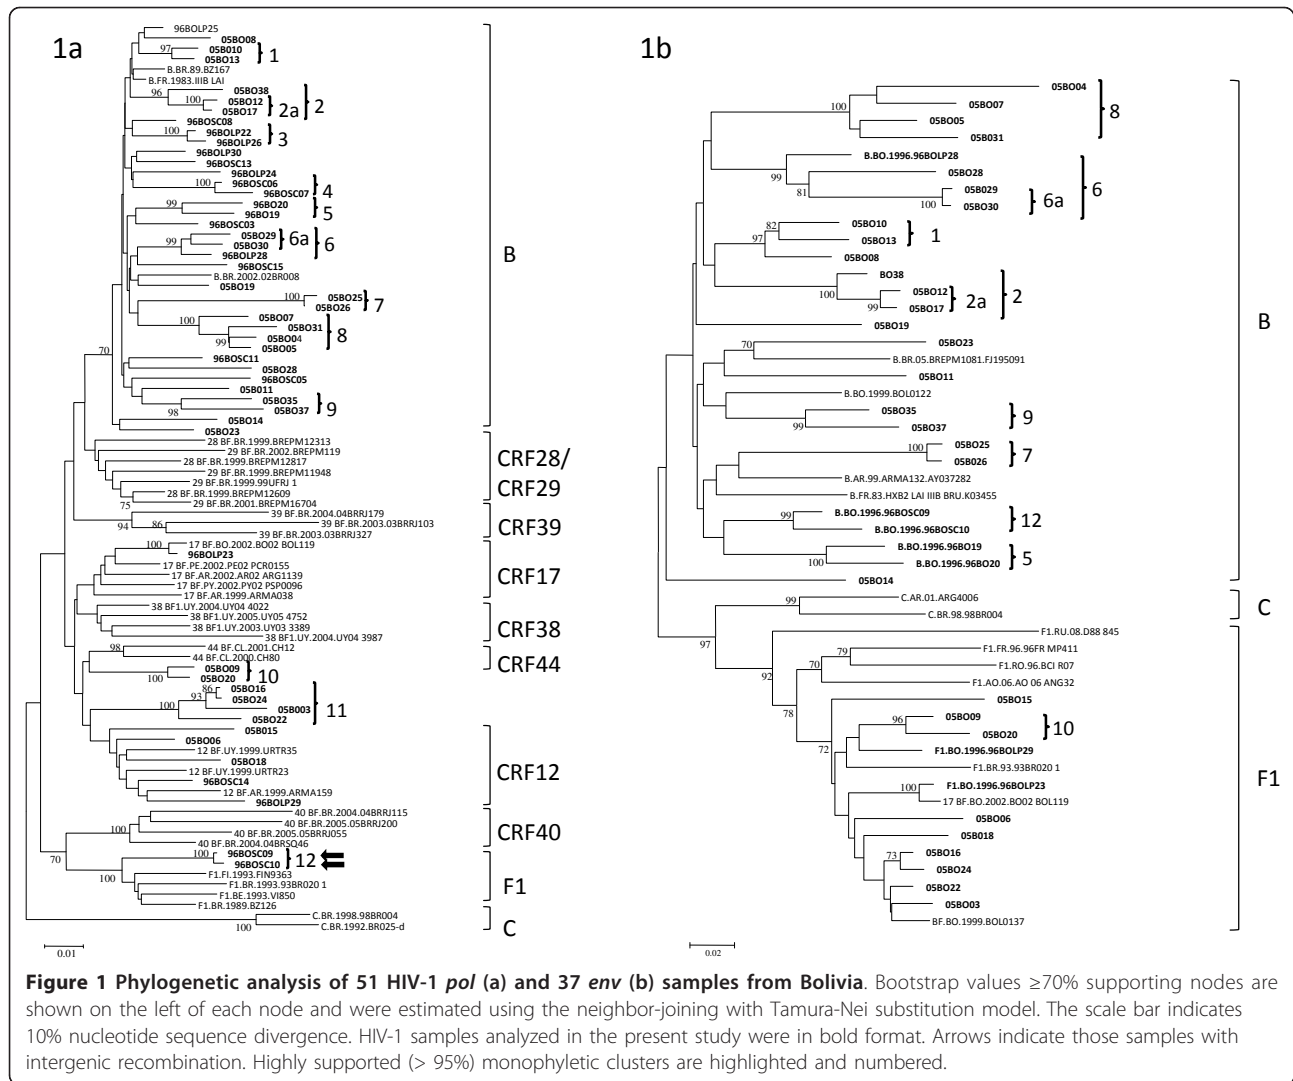 1a
96BOLP25
05BO08
97
05B010
05BO13
1
B.BR.89.BZ167
B.FR.1983.IIIB LAI
96
05BO38
100
05BO12
05BO17
2a
2
96BOSC08
100
96BOLP22
96BOLP26
3
96BOLP30
96BOSC13
96BOLP24
100
96BOSC06
96BOSC07
4
99
96BO20
96BO19
5
96BOSC03
99
05BO29
05BO30
6a
96BOLP28
6
96BOSC15
B.BR.2002.02BR008
05BO19
100
05BO25
05BO26
7
100
05BO07
05BO31
99
05BO04
05BO05
8
70
96BOSC11
05BO28
96BOSC05
05B011
05BO35
98
05BO37
9
05BO14
05BO23
B
28 BF.BR.1999.BREPM12313
29 BF.BR.2002.BREPM119
28 BF.BR.1999.BREPM12817
29 BF.BR.1999.BREPM11948
29 BF.BR.1999.99UFRJ 1
28 BF.BR.1999.BREPM12609
75
29 BF.BR.2001.BREPM16704
CRF28/
CRF29
39 BF.BR.2004.04BRRJ179
94
86
39 BF.BR.2003.03BRRJ103
39 BF.BR.2003.03BRRJ327
CRF39
100
17 BF.BO.2002.BO02 BOL119
96BOLP23
17 BF.PE.2002.PE02 PCR0155
17 BF.AR.2002.AR02 ARG1139
17 BF.PY.2002.PY02 PSP0096
17 BF.AR.1999.ARMA038
CRF17
38 BF1.UY.2004.UY04 4022
38 BF1.UY.2005.UY05 4752
38 BF1.UY.2003.UY03 3389
38 BF1.UY.2004.UY04 3987
CRF38
98
44 BF.CL.2001.CH12
44 BF.CL.2000.CH80
CRF44
05BO09
100
05BO20
10
86
05BO16
93
05BO24
100
05B003
05BO22
11
05B015
05BO06
12 BF.UY.1999.URTR35
05BO18
12 BF.UY.1999.URTR23
96BOSC14
12 BF.AR.1999.ARMA159
96BOLP29
CRF12
40 BF.BR.2004.04BRRJ115
100
40 BF.BR.2005.05BRRJ200
40 BF.BR.2005.05BRRJ055
40 BF.BR.2004.04BRSQ46
CRF40
70
100
96BOSC09
96BOSC10
12
100
F1.FI.1993.FIN9363
F1.BR.1993.93BR020 1
F1.BE.1993.VI850
F1.BR.1989.BZ126
F1
C.BR.1998.98BR004
100
C.BR.1992.BR025-d
C
0.01
1b
05BO04
100
05BO07
05BO05
05B031
8
B.BO.1996.96BOLP28
99
05BO28
81
05B029
100
05BO30
6a
6
82
05BO10
97
05BO13
1
05BO08
BO38
100
05BO12
99
05BO17
2a
2
05BO19
05BO23
70
B.BR.05.BREPM1081.FJ195091
05BO11
B.BO.1999.BOL0122
05BO35
99
05BO37
9
100
05BO25
05B026
7
B.AR.99.ARMA132.AY037282
B.FR.83.HXB2 LAI IIIB BRU.K03455
99
B.BO.1996.96BOSC09
B.BO.1996.96BOSC10
12
B.BO.1996.96BO19
100
B.BO.1996.96BO20
5
05BO14
B
99
C.AR.01.ARG4006
C.BR.98.98BR004
C
97
F1.RU.08.D88 845
92
79
F1.FR.96.96FR MP411
70
F1.RO.96.BCI R07
F1.AO.06.AO 06 ANG32
78
05BO15
96
05BO09
05BO20
10
72
F1.BO.1996.96BOLP29
F1.BR.93.93BR020 1
100
F1.BO.1996.96BOLP23
17 BF.BO.2002.BO02 BOL119
05BO06
05B018
73
05BO16
05BO24
05BO22
05BO03
BF.BO.1999.BOL0137
F1
0.02
Figure 1 Phylogenetic analysis of 51 HIV-1 pol (a) and 37 env (b) samples from Bolivia. Bootstrap values ≥70% supporting nodes are
shown on the left of each node and were estimated using the neighbor-joining with Tamura-Nei substitution model. The scale bar indicates
10% nucleotide sequence divergence. HIV-1 samples analyzed in the present study were in bold format. Arrows indicate those samples with
intergenic recombination. Highly supported (> 95%) monophyletic clusters are highlighted and numbered.